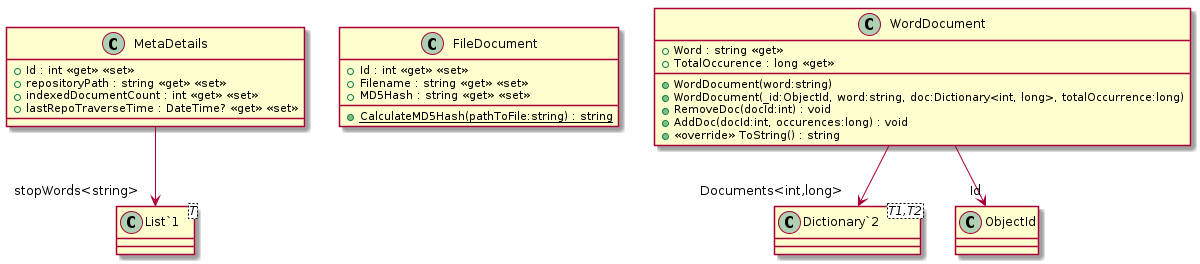 C MetaDetails
Id : int «get» «set»
repositoryPath : string «get» «set»
indexedDocumentCount : int «get» «set»
lastRepoTraverseTime : DateTime? «get» «set»
C FileDocument
Id : int «get» «set»
Filename : string «get» «set»
MD5Hash : string «get» «set»
CalculateMD5Hash(pathToFile:string) : string
C WordDocument
Word : string «get»
TotalOccurence : long «get»
WordDocument(word:string)
WordDocument(_id:ObjectId, word:string, doc:Dictionary<int, long>, totalOccurrence:long)
RemoveDoc(docId:int) : void
AddDoc(docId:int, occurences:long) : void
«override» ToString() : string
stopWords<string>
C List`1
T
Documents<int,long>
C Dictionary`2
T1,T2
Id
C ObjectId